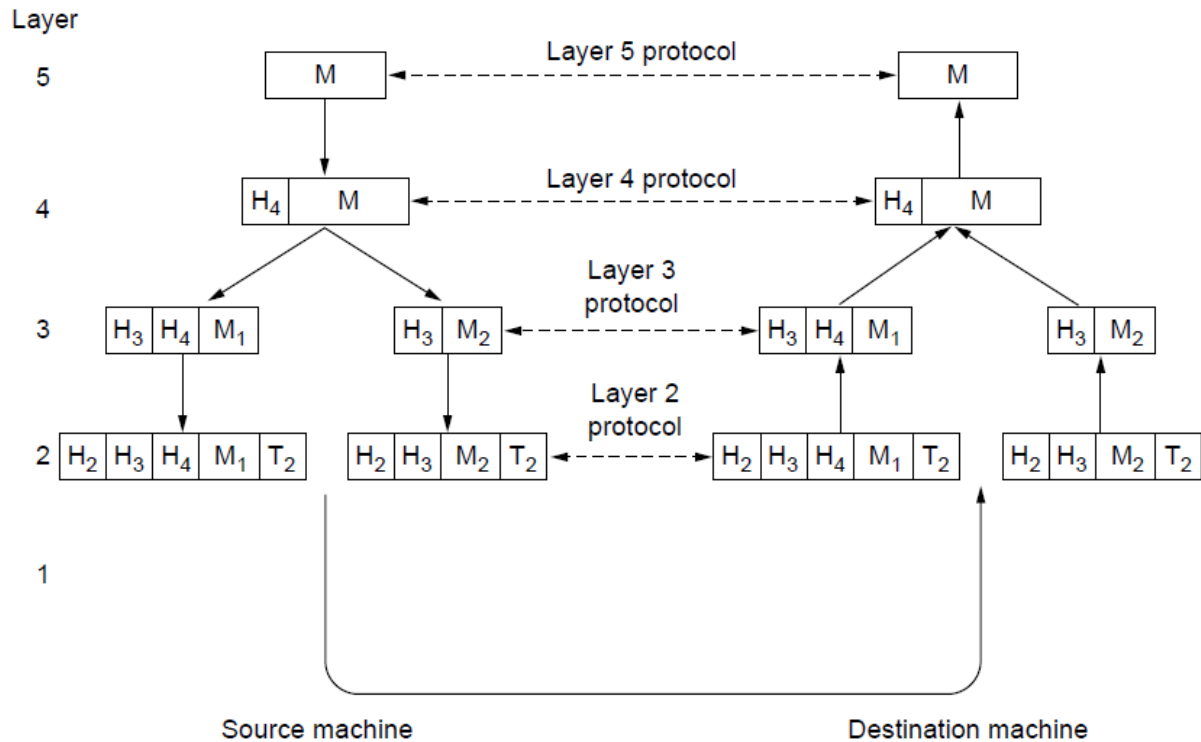 Layer
5 M Layer 5 protocol M
4 H₄ M Layer 4 protocol H₄ M
Layer 3
protocol
3 H₃ H₄ M₁ H₃ M₂ H₃ H₄ M₁ H₃ M₂
Layer 2
protocol
2 H₂ H₃ H₄ M₁ T₂ H₂ H₃ M₂ T₂ H₂ H₃ H₄ M₁ T₂ H₂ H₃ M₂ T₂
1
Source machine Destination machine